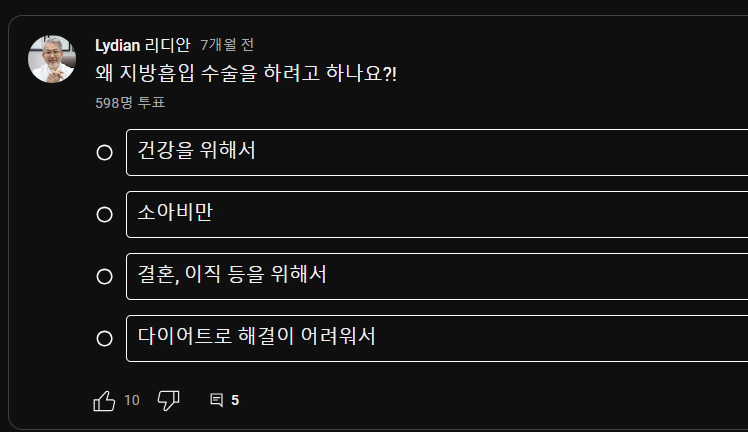 Lydian 리디안 7개월 전
왜 지방흡입 수술을 하려고 하나요?!
598명 투표
건강을 위해서
소아비만
결혼, 이직 등을 위해서
다이어트로 해결이 어려워서
10 5